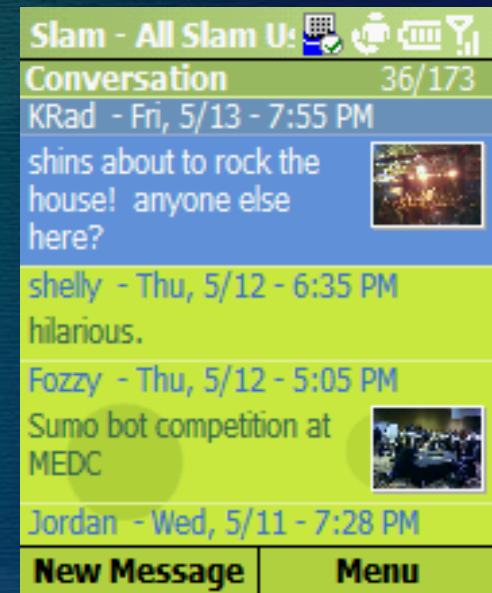 Slam - All Slam Us
Conversation 36/173
KRad - Fri, 5/13 - 7:55 PM
shins about to rock the
house! anyone else
here?
shelly - Thu, 5/12 - 6:35 PM
hilarious.
Fozzy - Thu, 5/12 - 5:05 PM
Sumo bot competition at
MEDC
Jordan - Wed, 5/11 - 7:28 PM
New Message Menu